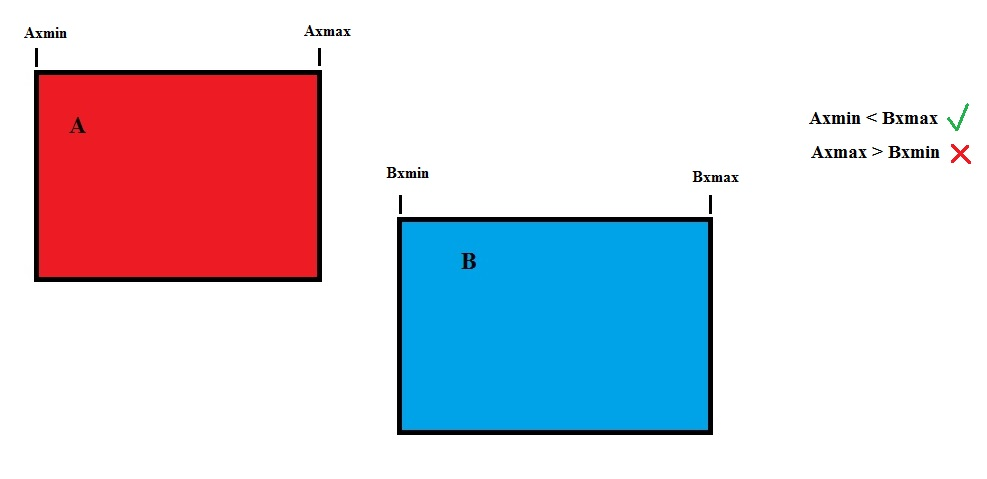 Axmin
Axmax
A
Axmin < Bxmax
Axmax > Bxmin
Bxmin
Bxmax
B